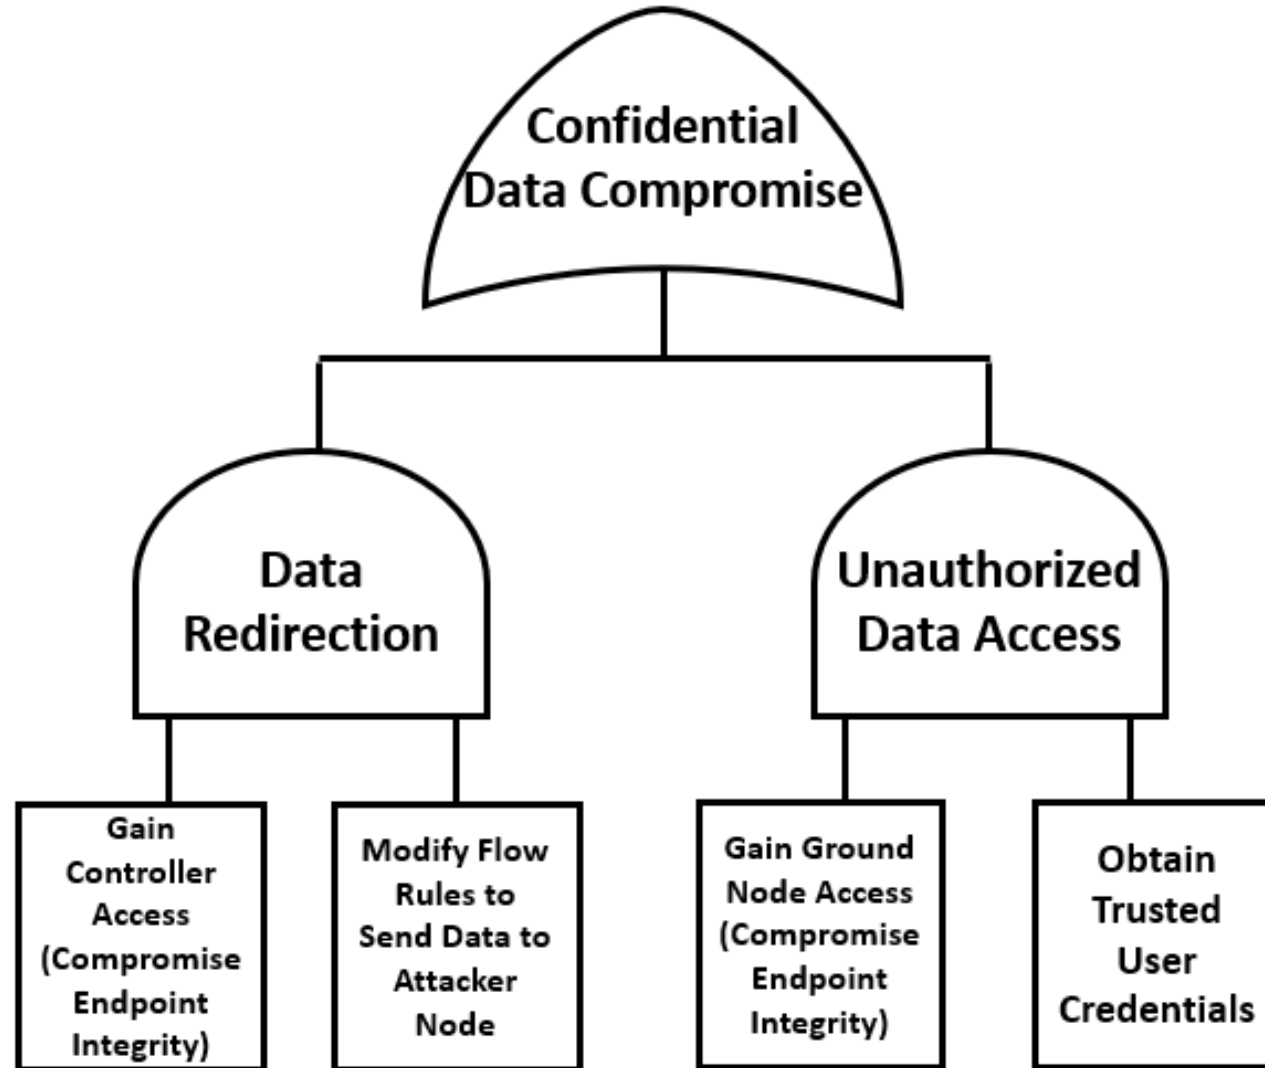 Confidential
Data Compromise
Data
Redirection
Unauthorized
Data Access
Gain
Controller
Access
(Compromise
Endpoint
Integrity)
Modify Flow
Rules to
Send Data to
Attacker
Node
Gain Ground
Node Access
(Compromise
Endpoint
Integrity)
Obtain
Trusted
User
Credentials